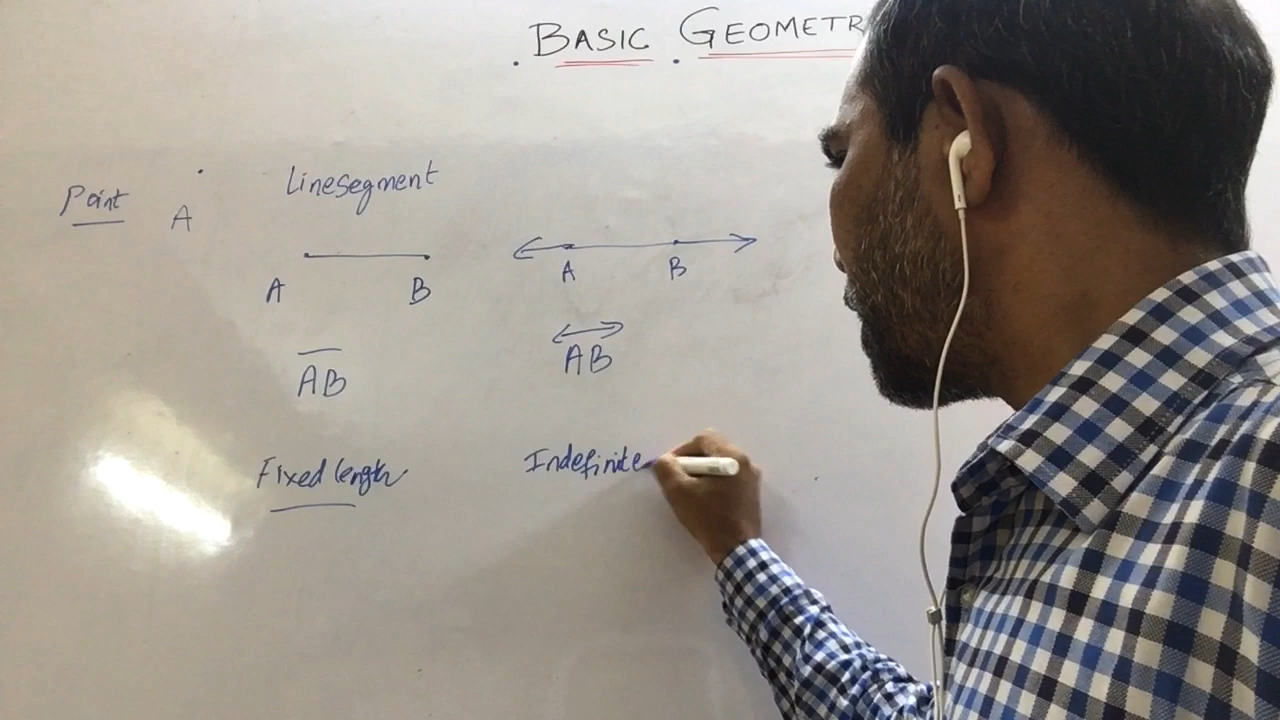 BASIC GEOMETR
Point
A
Linesegment
A B
A B
AB
AB
Fixed length
Indefinite